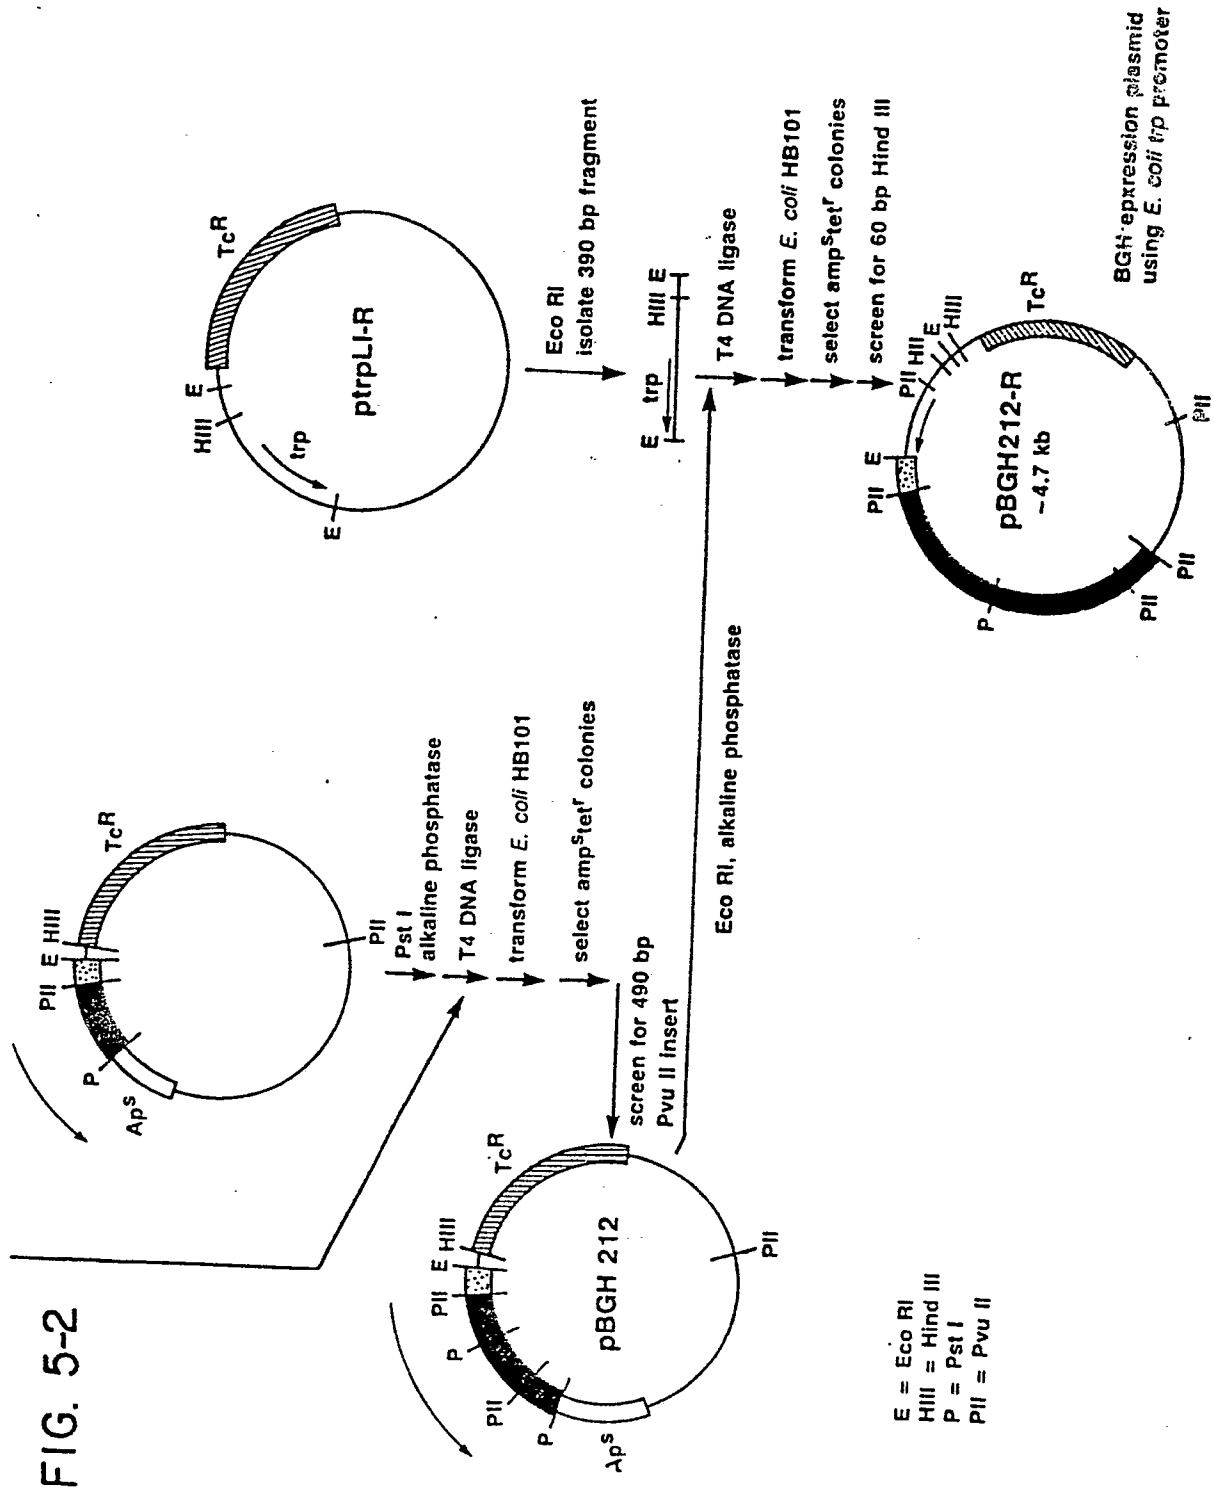 FIG. 5-2
PII
E
HIII
TcR
P
ApS
PII
Pst I
alkaline phosphatase
T4 DNA ligase
transform E. coli HB101
select ampStetr colonies
screen for 490 bp
Pvu II insert
PII
E
HIII
TcR
P
PII
P
ApS
pBGH 212
PII
Eco RI, alkaline phosphatase
E = Eco RI
HIII = Hind III
P = Pst I
PII = Pvu II
TcR
E
HIII
trp
E
ptrpLI-R
Eco RI
isolate 390 bp fragment
E
trp
HIII
E
T4 DNA ligase
transform E. coli HB101
select ampStetr colonies
screen for 60 bp Hind III
PII
E
PII
HII
E
HIII
TcR
pBGH212-R
~4.7 kb
P
PII
PII
PII
BGH epxression plasmid
using E. coli trp promoter